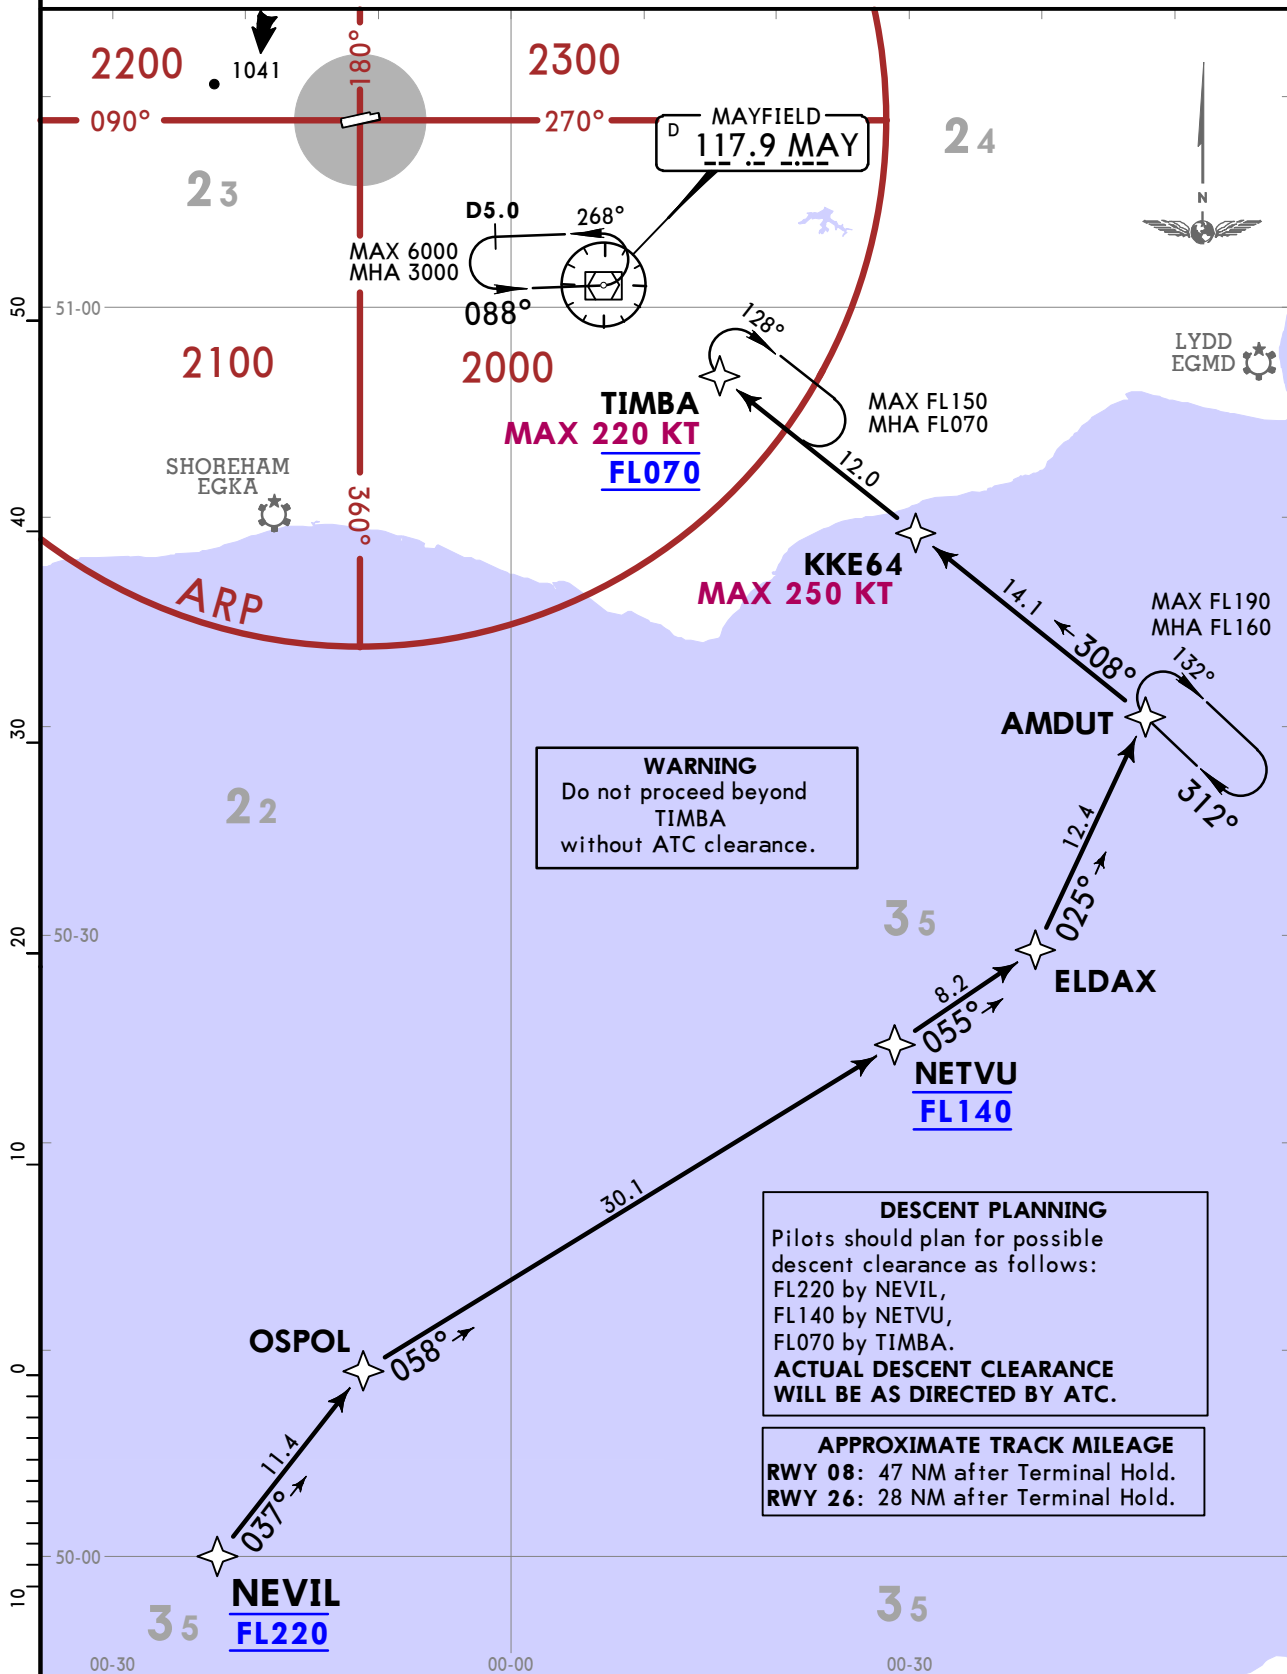 2200
1041
180°
2300
090°
270°
MAYFIELD
D
117.9 MAY
24
23
N
D5.0
268°
MAX 6000
MHA 3000
088°
50
51-00
128°
LYDD
EGMD
2100
2000
TIMBA
MAX 220 KT
FL070
MAX FL150
MHA FL070
12.0
SHOREHAM
EGKA
360°
40
KKE64
MAX 250 KT
ARP
14.1
308°
MAX FL190
MHA FL160
132°
AMDUT
312°
30
WARNING
Do not proceed beyond
TIMBA
without ATC clearance.
22
12.4
025°
35
20
50-30
ELDAX
8.2
055°
NETVU
FL140
10
30.1
DESCENT PLANNING
Pilots should plan for possible
descent clearance as follows:
FL220 by NEVIL,
FL140 by NETVU,
FL070 by TIMBA.
ACTUAL DESCENT CLEARANCE
WILL BE AS DIRECTED BY ATC.
OSPOL
058°
0
APPROXIMATE TRACK MILEAGE
RWY 08: 47 NM after Terminal Hold.
RWY 26: 28 NM after Terminal Hold.
11.4
037°
50-00
10
NEVIL
FL220
35
35
00-30
00-00
00-30